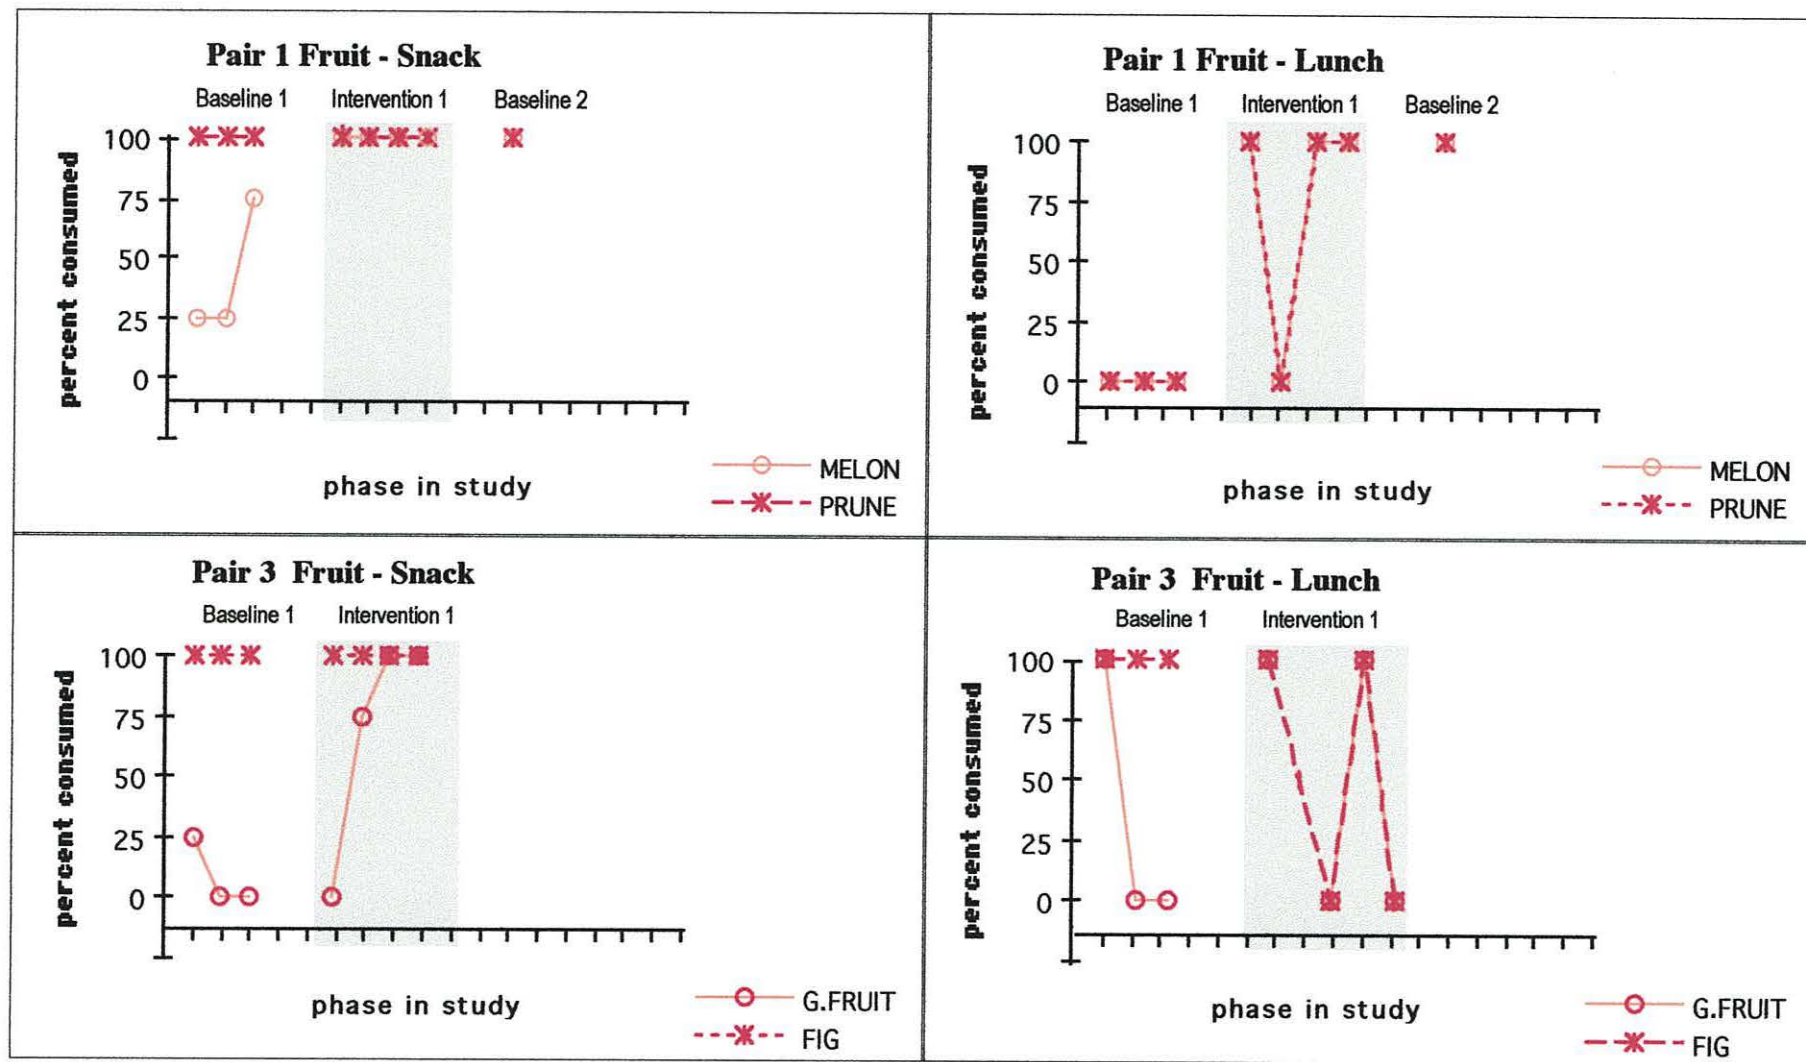 Pair 1 Fruit - Snack
Baseline 1 Intervention 1 Baseline 2
100
75
50
25
0
percent consumed
phase in study
MELON
PRUNE
Pair 1 Fruit - Lunch
Baseline 1 Intervention 1 Baseline 2
100
75
50
25
0
percent consumed
phase in study
MELON
PRUNE
Pair 3 Fruit - Snack
Baseline 1 Intervention 1
100
75
50
25
0
percent consumed
phase in study
G.FRUIT
FIG
Pair 3 Fruit - Lunch
Baseline 1 Intervention 1
100
75
50
25
0
percent consumed
phase in study
G.FRUIT
FIG